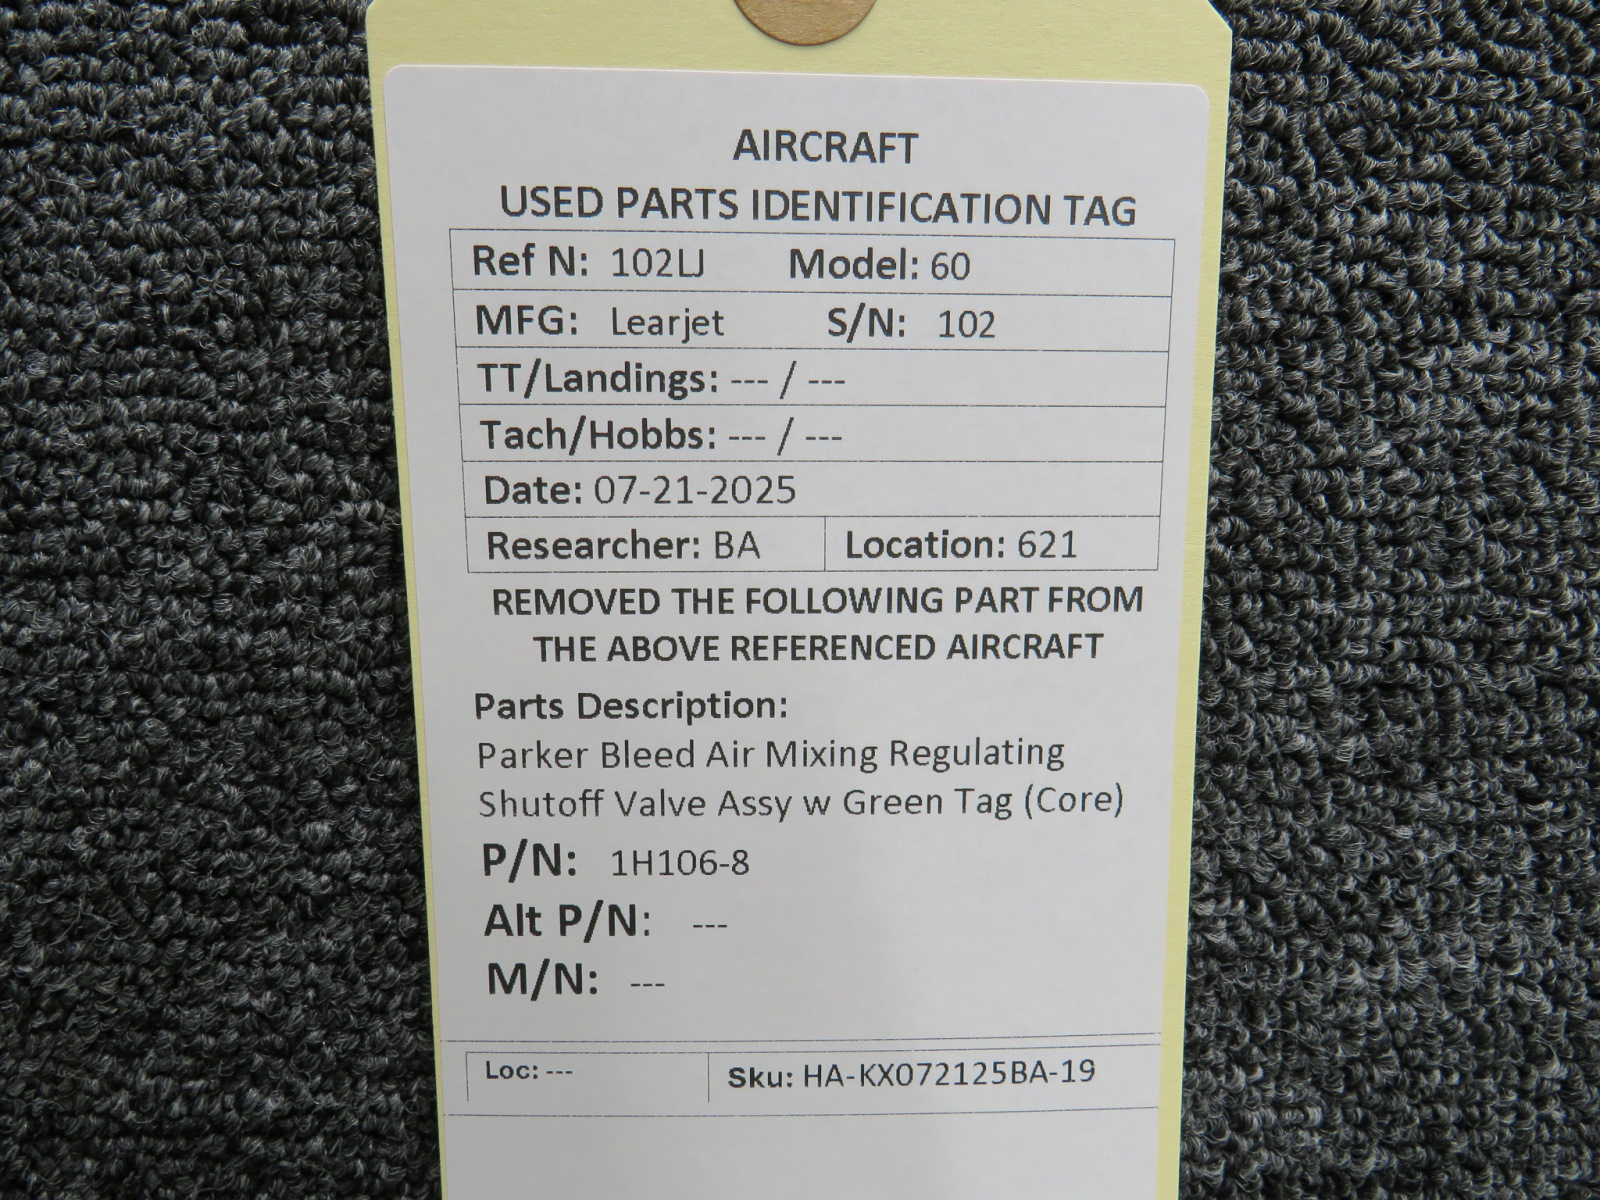 AIRCRAFT
USED PARTS IDENTIFICATION TAG
Ref N: 102LJ Model: 60
MFG: Learjet S/N: 102
TT/Landings: --- / ---
Tach/Hobbs: --- / ---
Date: 07-21-2025
Researcher: BA Location: 621
REMOVED THE FOLLOWING PART FROM
THE ABOVE REFERENCED AIRCRAFT
Parts Description:
Parker Bleed Air Mixing Regulating
Shutoff Valve Assy w Green Tag (Core)
P/N: 1H106-8
Alt P/N: ---
M/N: ---
Loc: --- Sku: HA-KX072125BA-19